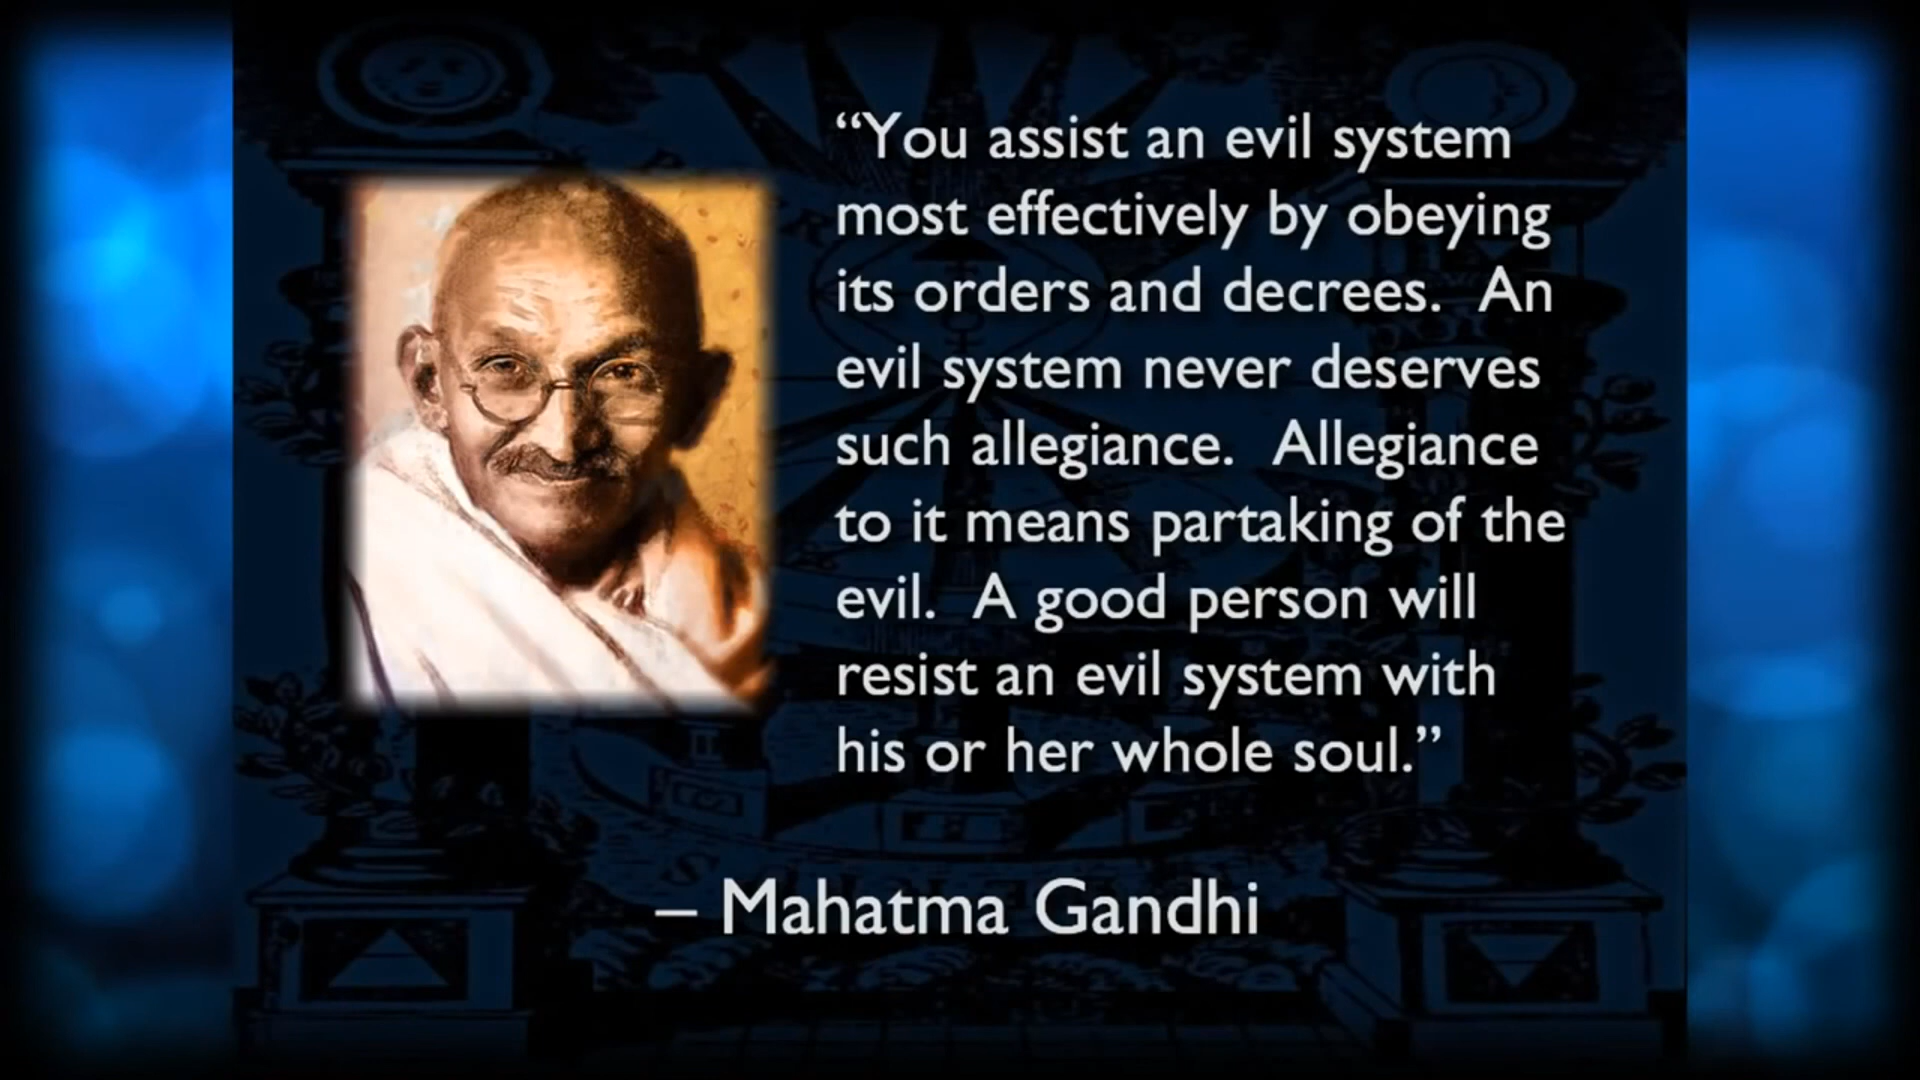 “You assist an evil system
most effectively by obeying
its orders and decrees.  An
evil system never deserves
such allegiance.  Allegiance
to it means partaking of the
evil.  A good person will
resist an evil system with
his or her whole soul.”
– Mahatma Gandhi